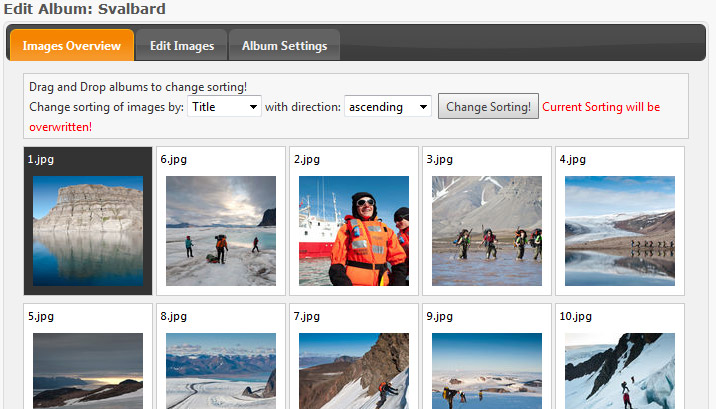 Edit Album: Svalbard
Images Overview Edit Images Album Settings
Drag and Drop albums to change sorting!
Change sorting of images by: Title with direction: ascending Change Sorting! Current Sorting will be
overwritten!
1.jpg 6.jpg 2.jpg 3.jpg 4.jpg
5.jpg 8.jpg 7.jpg 9.jpg 10.jpg